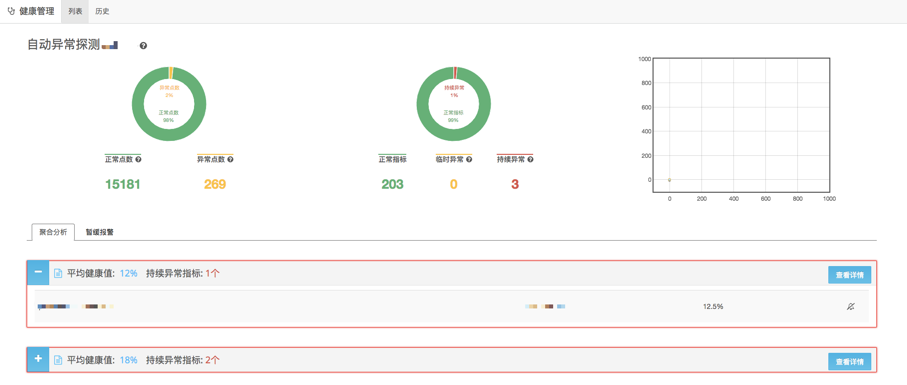 健康管理 列表 历史
自动异常探测
异常点数
2%
正常点数
98%
正常点数 异常点数
15181 269
持续异常
1%
正常指标
99%
正常指标 临时异常 持续异常
203 0 3
1000
800
600
400
200
0
0 200 400 600 800 1000
聚合分析 暂缓报警
平均健康值: 12% 持续异常指标: 1个 查看详情
12.5%
平均健康值: 18% 持续异常指标: 2个 查看详情